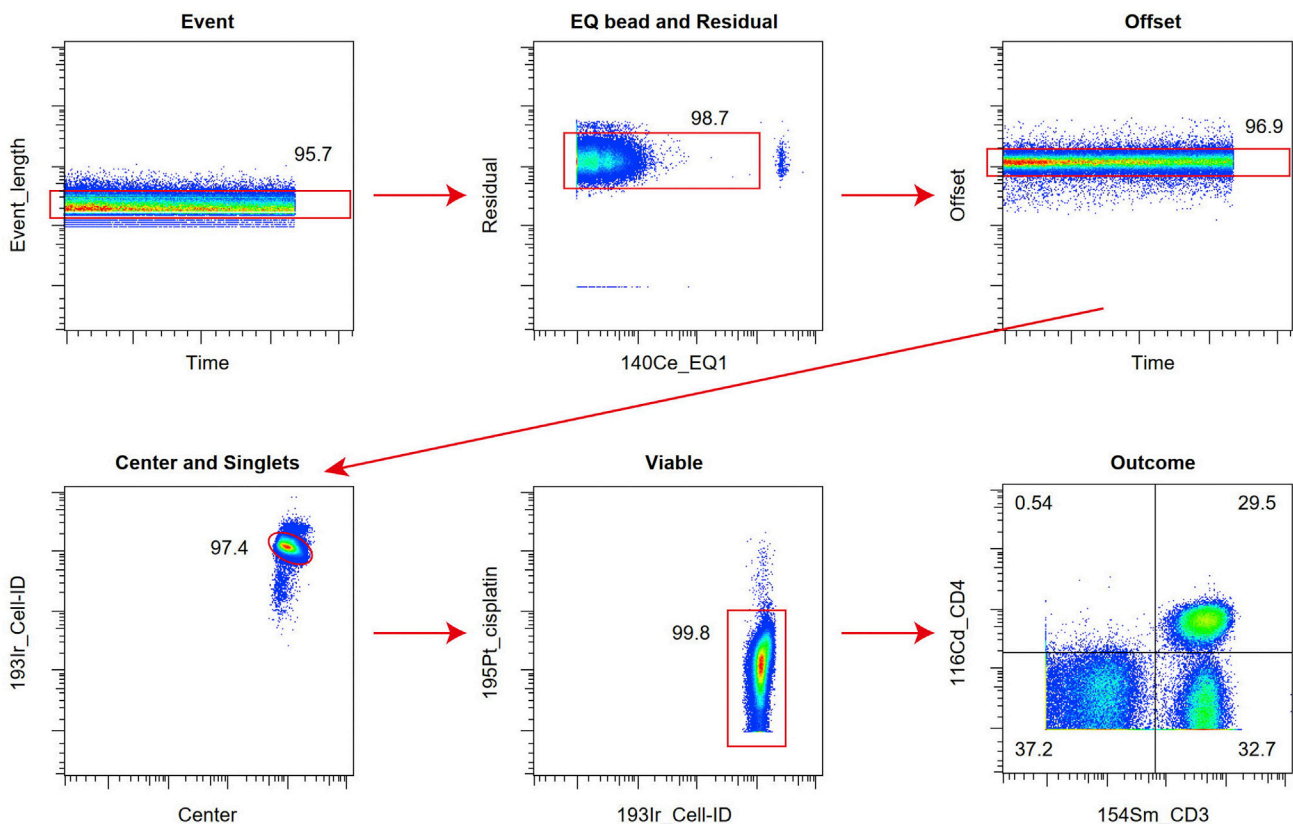 Event
EQ bead and Residual
Offset
95.7
98.7
96.9
Event_length
Residual
Offset
Time
140Ce_EQ1
Time
Center and Singlets
Viable
Outcome
97.4
99.8
0.54
29.5
37.2
32.7
193Ir_Cell-ID
195Pt_cisplatin
116Cd_CD4
Center
193Ir_Cell-ID
154Sm_CD3